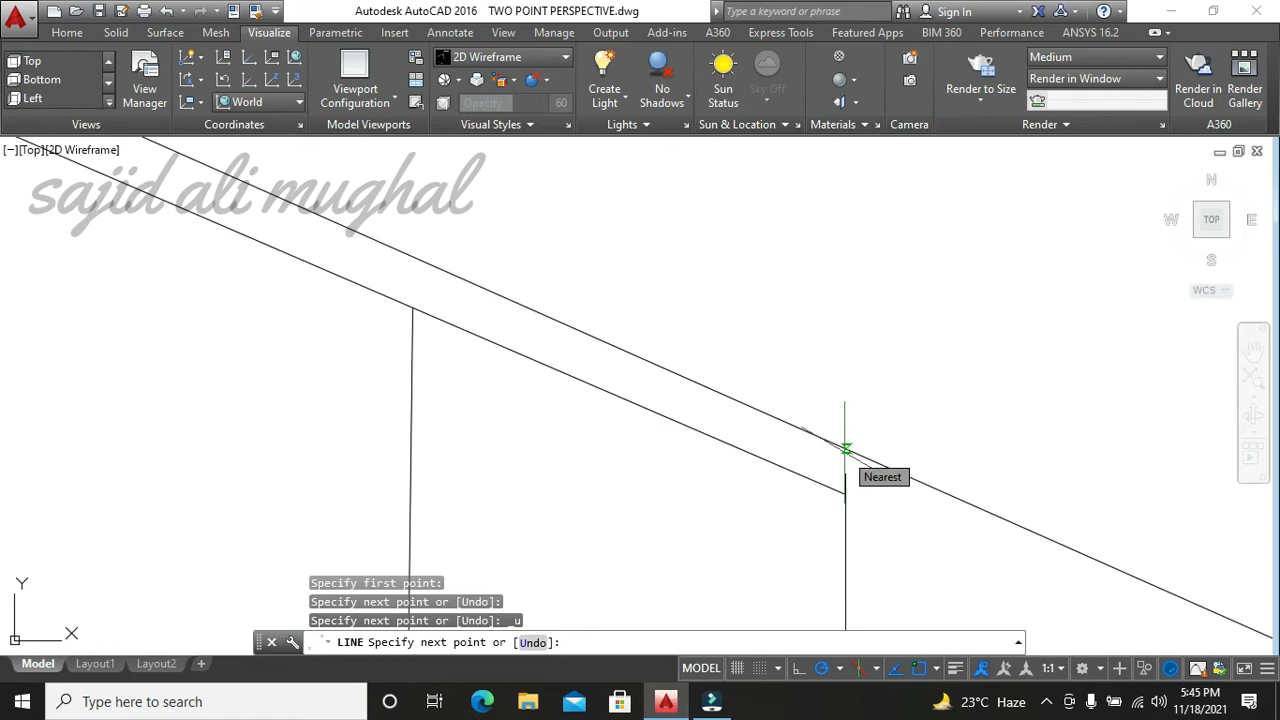 Autodesk AutoCAD 2016 TWO POINT PERSPECTIVE.dwg
Type a keyword or phrase
Sign In
Home Solid Surface Mesh Visualize Parametric Insert Annotate View Manage Output Add-ins A360 Express Tools Featured Apps BIM 360 Performance ANSYS 16.2
Top
Bottom
Left
View Manager
World
Viewport Configuration
2D Wireframe
Opacity 60
Create Light
No Shadows
Sun Status
Sky Off
Render to Size
Medium
Render in Window
Render in Cloud
Render Gallery
Views Coordinates Model Viewports Visual Styles Lights Sun & Location Materials Camera Render A360
[−][Top][2D Wireframe]
sajid ali mughal
N
W TOP E
S
WCS
Nearest
Y
X
Specify first point:
Specify next point or [Undo]:
Specify next point or [Undo]: _u
LINE Specify next point or [Undo]:
Model Layout1 Layout2 +
MODEL 1:1
Type here to search
23°C Haze
5:45 PM
11/18/2021